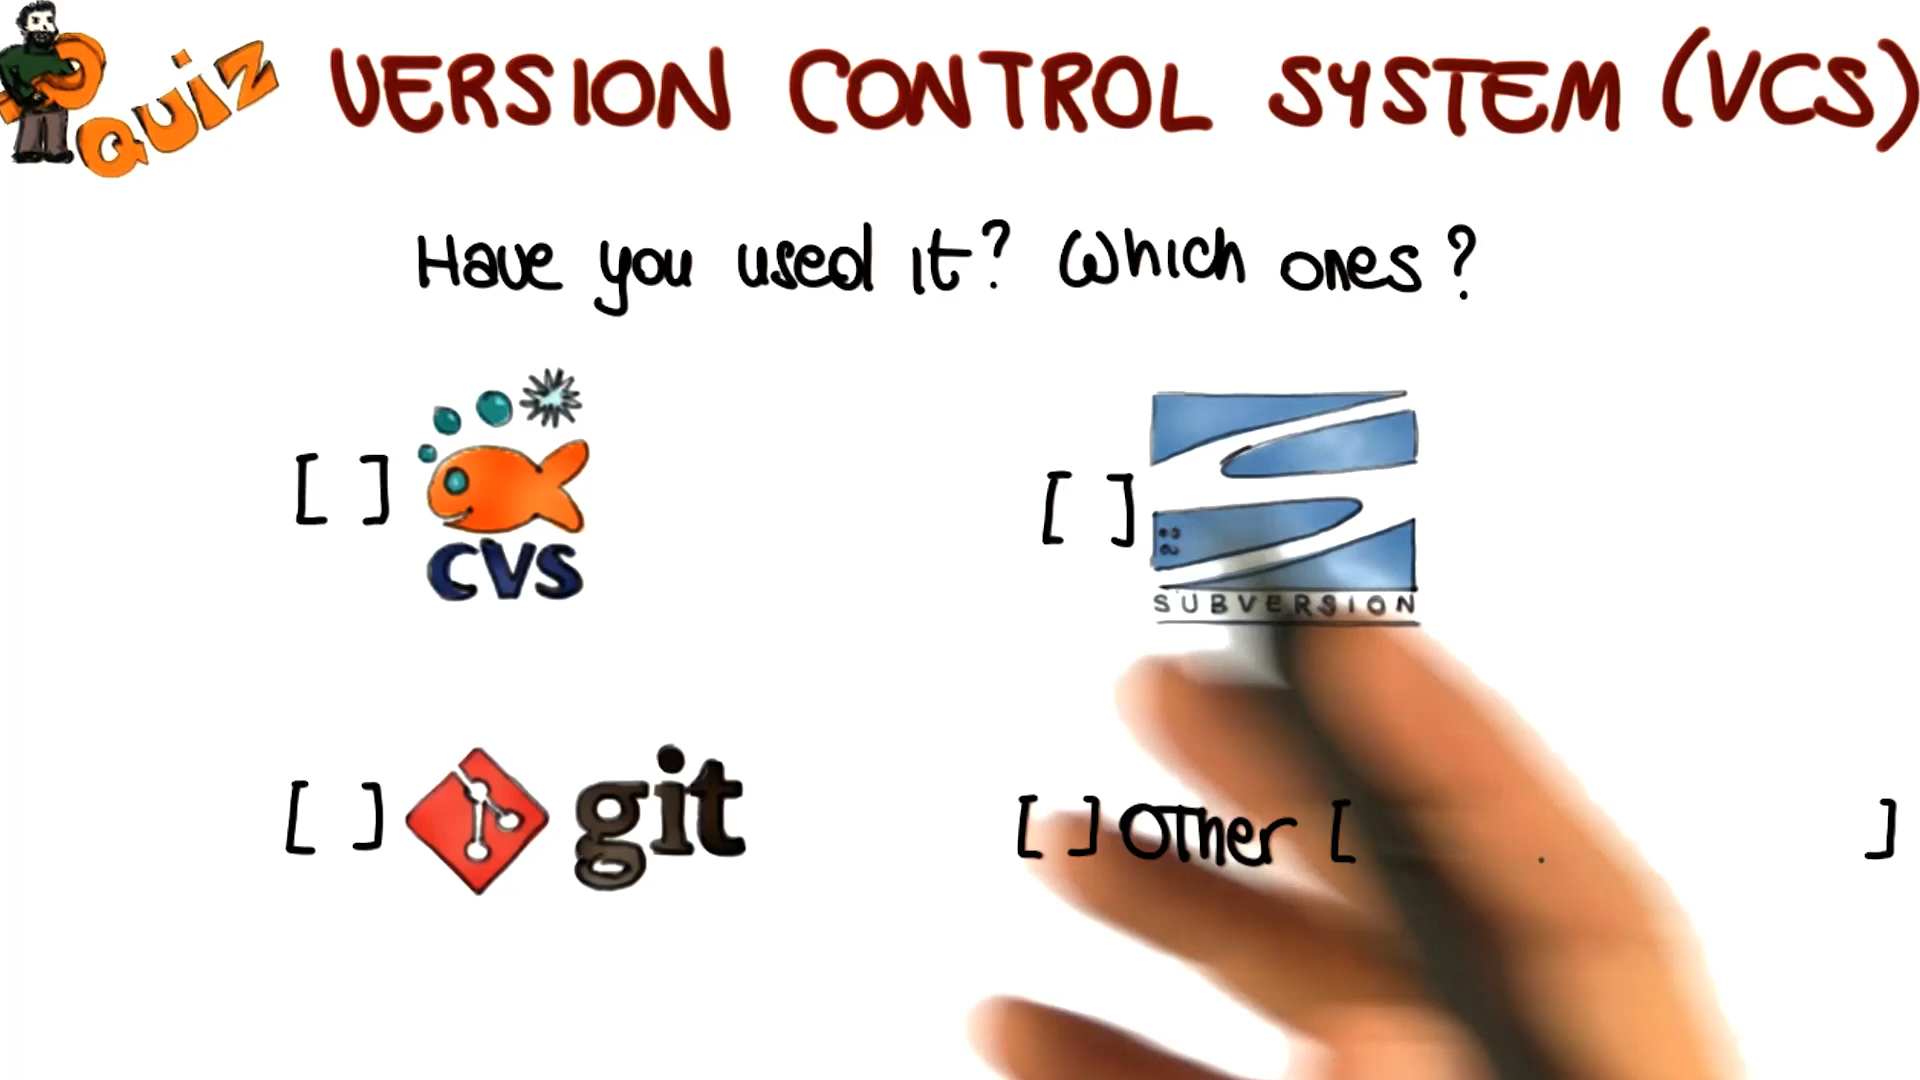 QUIZ
VERSION CONTROL SYSTEM (VCS)
Have you used it? Which ones?
[ ] CVS
[ ] SUBVERSION
[ ] git
[ ] OTHER [ ]